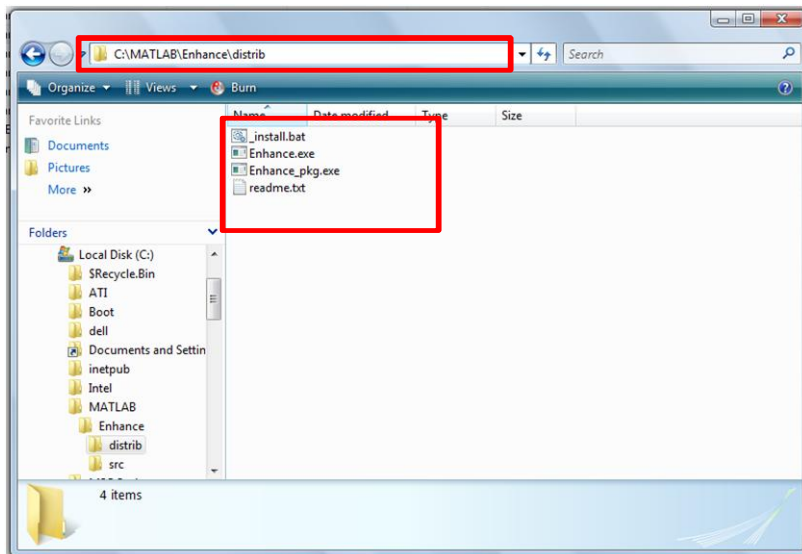 C:\MATLAB\Enhance\distrib
Search
Organize Views Burn
Favorite Links
Documents
Pictures
More »
Name Date modified Type Size
_install.bat
Enhance.exe
Enhance_pkg.exe
readme.txt
Folders
Local Disk (C:)
$Recycle.Bin
ATI
Boot
dell
Documents and Settin
inetpub
Intel
MATLAB
Enhance
distrib
src
4 items